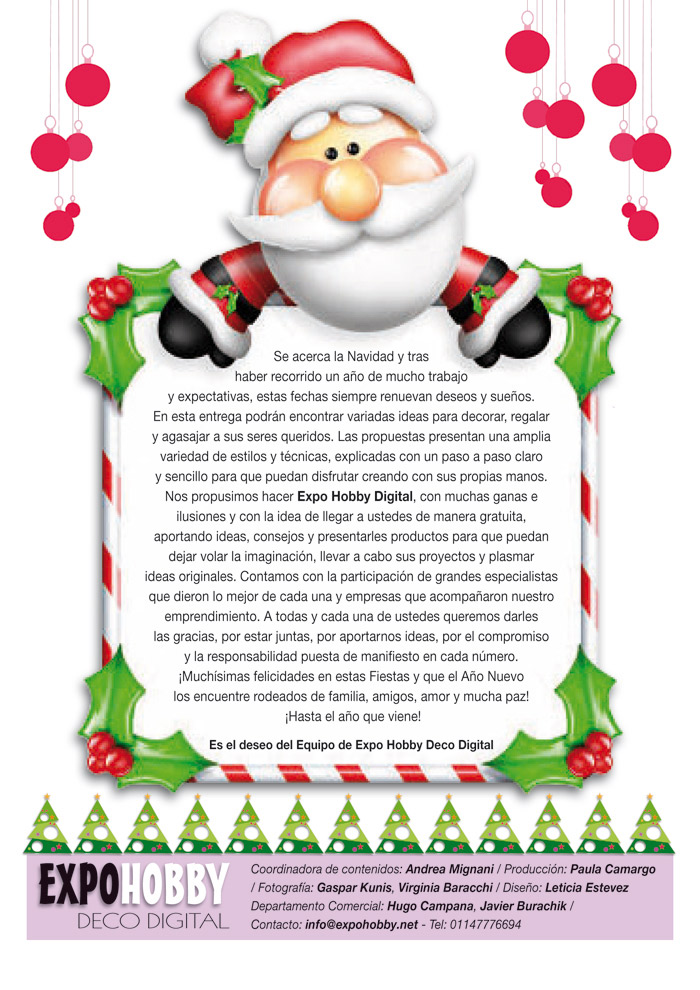 Se acerca la Navidad y tras
haber recorrido un año de mucho trabajo
y expectativas, estas fechas siempre renuevan deseos y sueños.
En esta entrega podrán encontrar variadas ideas para decorar, regalar
y agasajar a sus seres queridos. Las propuestas presentan una amplia
variedad de estilos y técnicas, explicadas con un paso a paso claro
y sencillo para que puedan disfrutar creando con sus propias manos.
Nos propusimos hacer Expo Hobby Digital, con muchas ganas e
ilusiones y con la idea de llegar a ustedes de manera gratuita,
aportando ideas, consejos y presentarles productos para que puedan
dejar volar la imaginación, llevar a cabo sus proyectos y plasmar
ideas originales. Contamos con la participación de grandes especialistas
que dieron lo mejor de cada una y empresas que acompañaron nuestro
emprendimiento. A todas y cada una de ustedes queremos darles
las gracias, por estar juntas, por aportarnos ideas, por el compromiso
y la responsabilidad puesta de manifiesto en cada número.
¡Muchísimas felicidades en estas Fiestas y que el Año Nuevo
los encuentre rodeados de familia, amigos, amor y mucha paz!
¡Hasta el año que viene!
Es el deseo del Equipo de Expo Hobby Deco Digital
EXPOHOBBY
DECO DIGITAL
Coordinadora de contenidos: Andrea Mignani / Producción: Paula Camargo
/ Fotografía: Gaspar Kunis, Virginia Baracchi / Diseño: Leticia Estevez
Departamento Comercial: Hugo Campana, Javier Burachik /
Contacto: info@expohobby.net - Tel: 01147776694